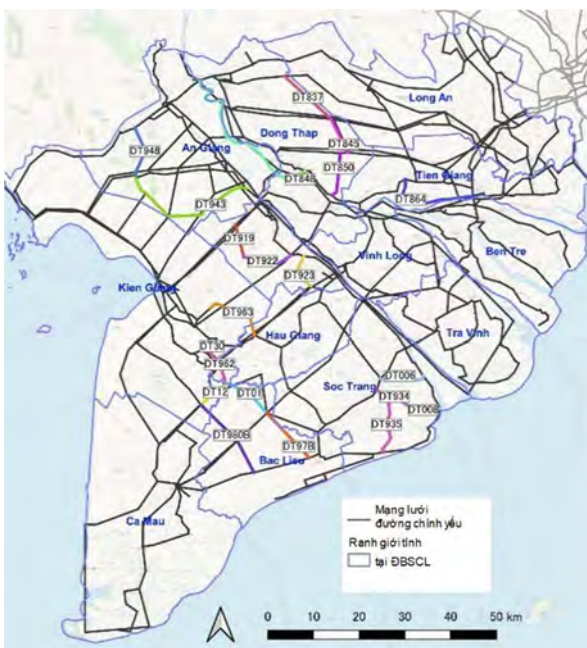 DT837
Long An
Dong Thap
DT948
An Giang
DT845
DT850
Tien Giang
DT846
DT943
DT864
DT919
DT922
Vinh Long
Ben Tre
DT923
Kien Giang
DT963
Hau Giang
Tra Vinh
DT30
DT962
Soc Trang
DT006
DT12
DT01
DT934
DT008
DT935
DT980B
DT97B
Bac Lieu
Ca Mau
Mạng lưới
đường chính yếu
Ranh giới tỉnh
tại ĐBSCL
0 10 20 30 40 50 km